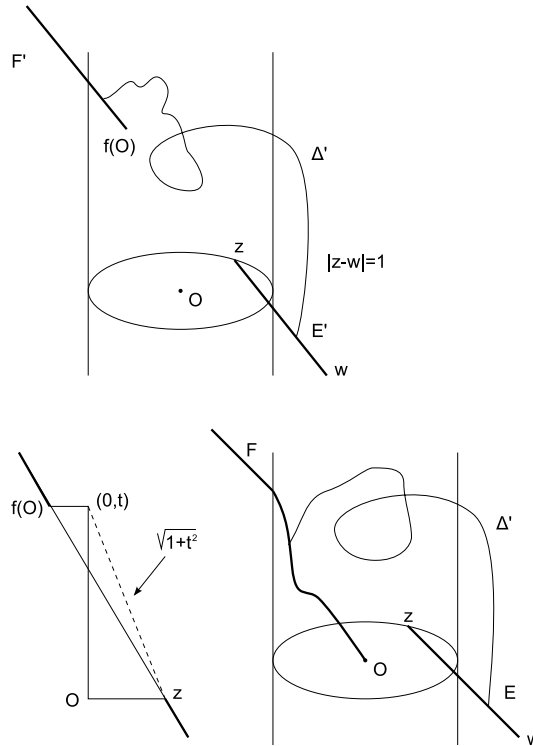 F'
f(O)
Δ'
z
|z-w|=1
O
E'
w
F
f(O)
(0,t)
Δ'
√1+t²
z
O
z
O
E
w